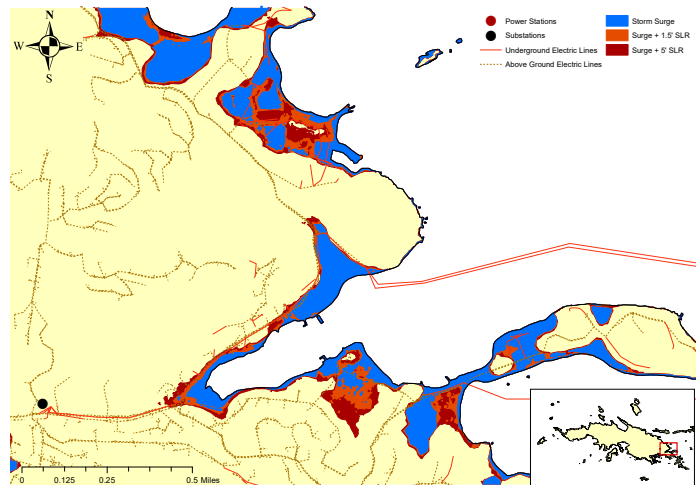 N
W E
S
Power Stations
Substations
Underground Electric Lines
Above Ground Electric Lines
Storm Surge
Surge + 1.5' SLR
Surge + 5' SLR
0 0.125 0.25 0.5 Miles